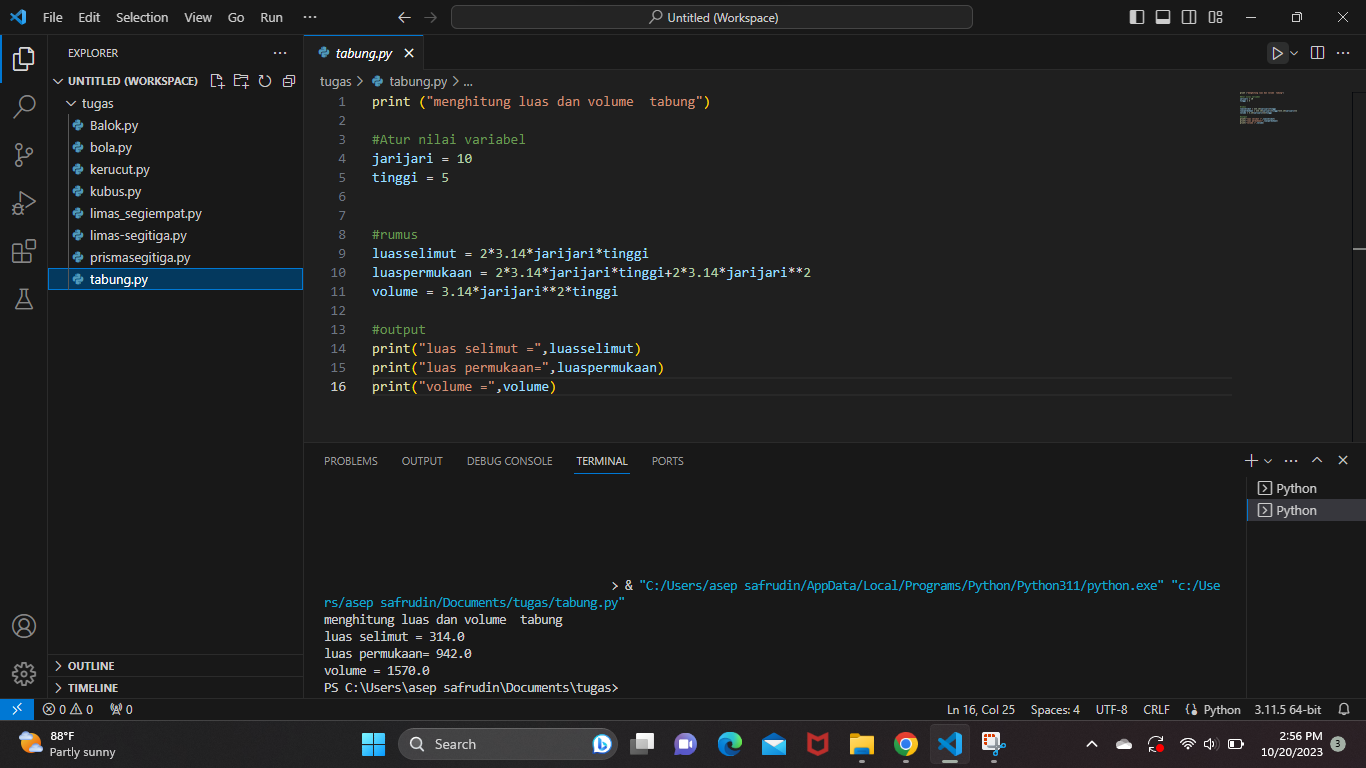 File Edit Selection View Go Run ··· Untitled (Workspace)
EXPLORER ···
UNTITLED (WORKSPACE)
tugas
Balok.py
bola.py
kerucut.py
kubus.py
limas_segiempat.py
limas-segitiga.py
prismasegitiga.py
tabung.py
OUTLINE
TIMELINE
tabung.py
tugas > tabung.py > ...
1 print ("menghitung luas dan volume  tabung")
2
3 #Atur nilai variabel
4 jarijari = 10
5 tinggi = 5
6
7
8 #rumus
9 luasselimut = 2*3.14*jarijari*tinggi
10 luaspermukaan = 2*3.14*jarijari*tinggi+2*3.14*jarijari**2
11 volume = 3.14*jarijari**2*tinggi
12
13 #output
14 print("luas selimut =",luasselimut)
15 print("luas permukaan=",luaspermukaan)
16 print("volume =",volume)
PROBLEMS OUTPUT DEBUG CONSOLE TERMINAL PORTS
Python
Python
> & "C:/Users/asep safrudin/AppData/Local/Programs/Python/Python311/python.exe" "c:/Use
rs/asep safrudin/Documents/tugas/tabung.py"
menghitung luas dan volume  tabung
luas selimut = 314.0
luas permukaan= 942.0
volume = 1570.0
PS C:\Users\asep safrudin\Documents\tugas>
0 0 0 Ln 16, Col 25 Spaces: 4 UTF-8 CRLF Python 3.11.5 64-bit
88°F
Partly sunny
Search
2:56 PM
10/20/2023
3